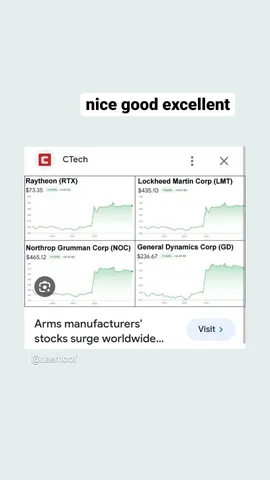 nice good excellent
CTech
Raytheon (RTX)
$73.35
Lockheed Martin Corp (LMT)
$435.10
Northrop Grumman Corp (NOC)
$465.12
General Dynamics Corp (GD)
$236.67
Arms manufacturers'
stocks surge worldwide...
Visit >